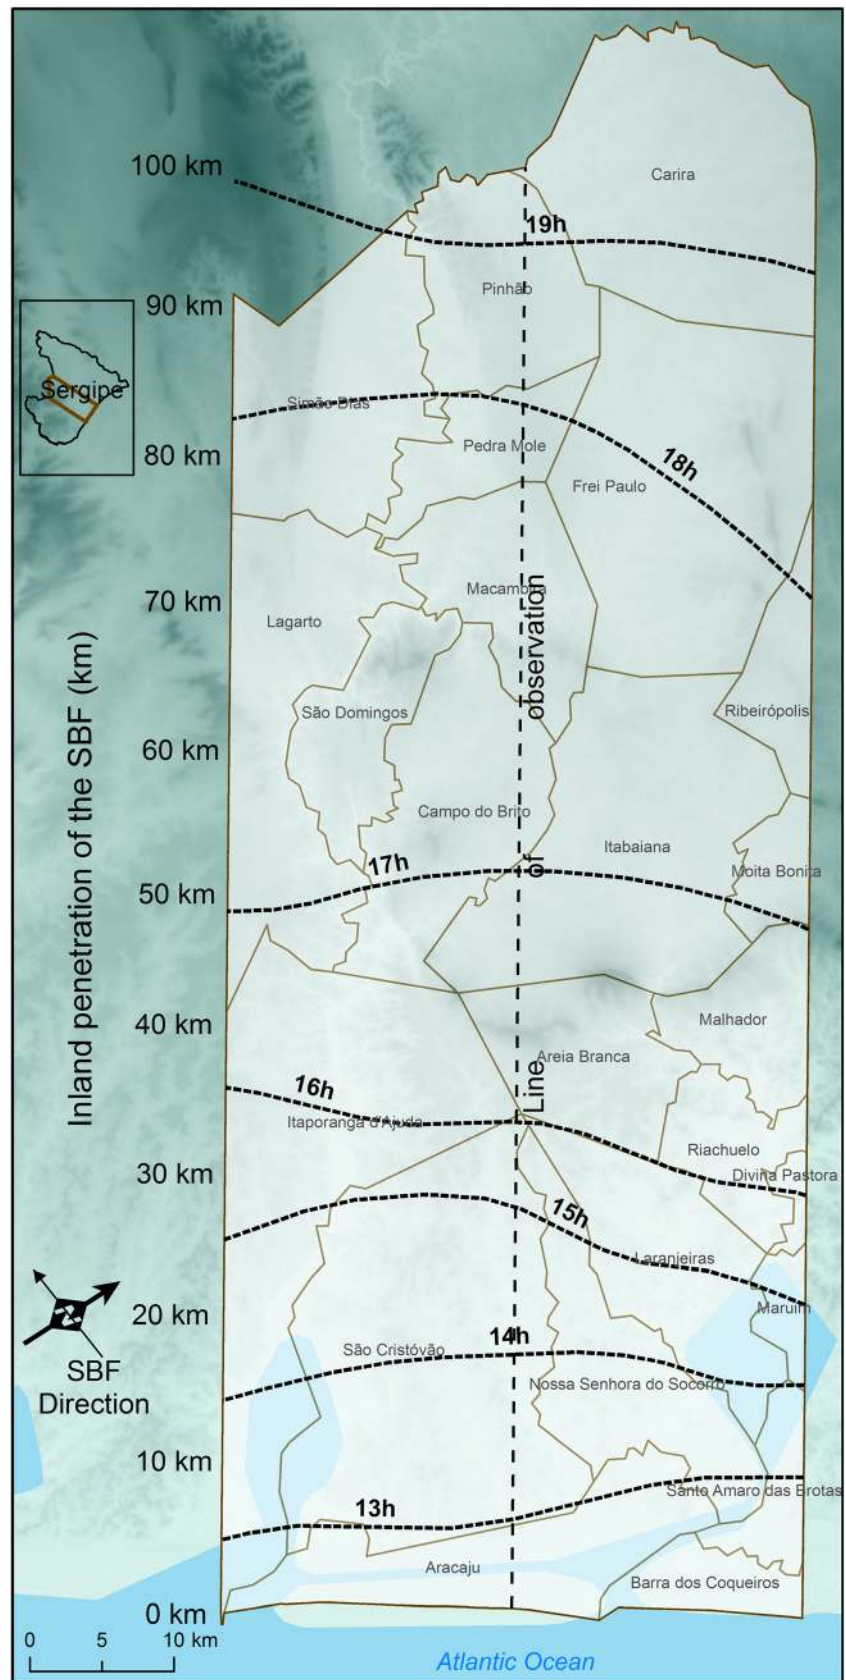 100 km
Carira
19h
Pinhão
90 km
Sergipe
Simão Dias
80 km
Pedra Mole
18h
Frei Paulo
70 km
Macambira
observation
Lagarto
Inland penetration of the SBF (km)
São Domingos
Ribeirópolis
60 km
Campo do Brito
Itabaiana
17h
of
Moita Bonita
50 km
40 km
Malhador
Areia Branca
Line
16h
Itaporanga d'Ajuda
30 km
Riachuelo
Divina Pastora
15h
Laranjeiras
20 km
Maruim
14h
São Cristóvão
SBF
Direction
Nossa Senhora do Socorro
10 km
13h
Santo Amaro das Brotas
Aracaju
Barra dos Coqueiros
0 km
0 5 10 km
Atlantic Ocean